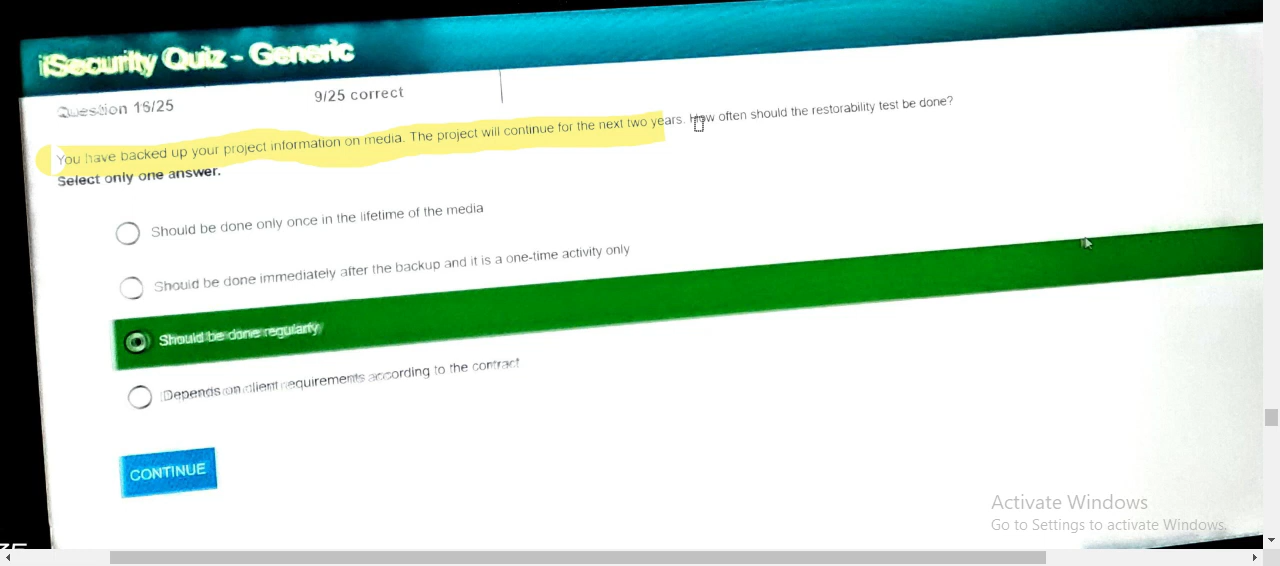 iSecurity Quiz - Generic
Question 16/25
9/25 correct
You have backed up your project information on media. The project will continue for the next two years. How often should the restorability test be done?
Select only one answer.
Should be done only once in the lifetime of the media
Should be done immediately after the backup and it is a one-time activity only
Should be done regularly
Depends on client requirements according to the contract
CONTINUE
Activate Windows
Go to Settings to activate Windows.